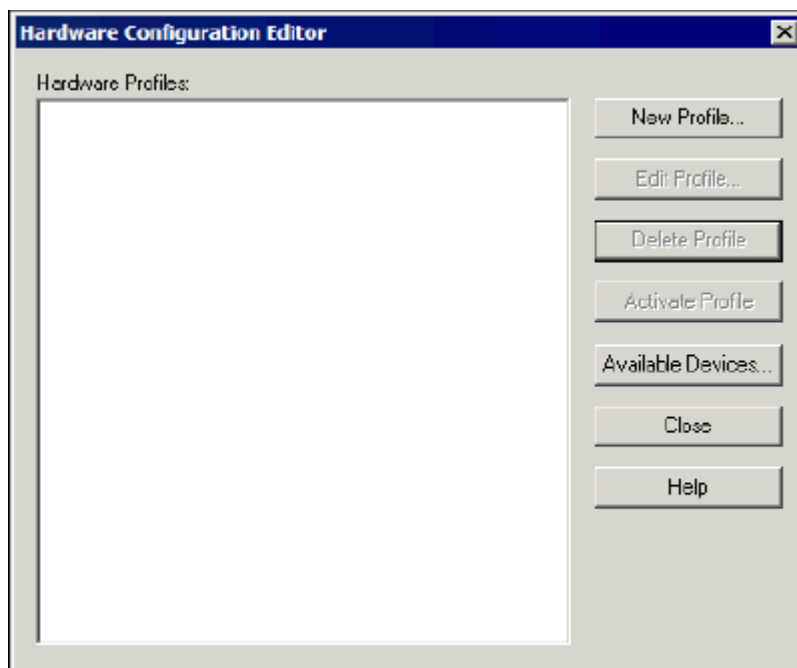 Hardware Configuration Editor
Hardware Profiles:
New Profile...
Edit Profile...
Delete Profile
Activate Profile
Available Devices...
Close
Help